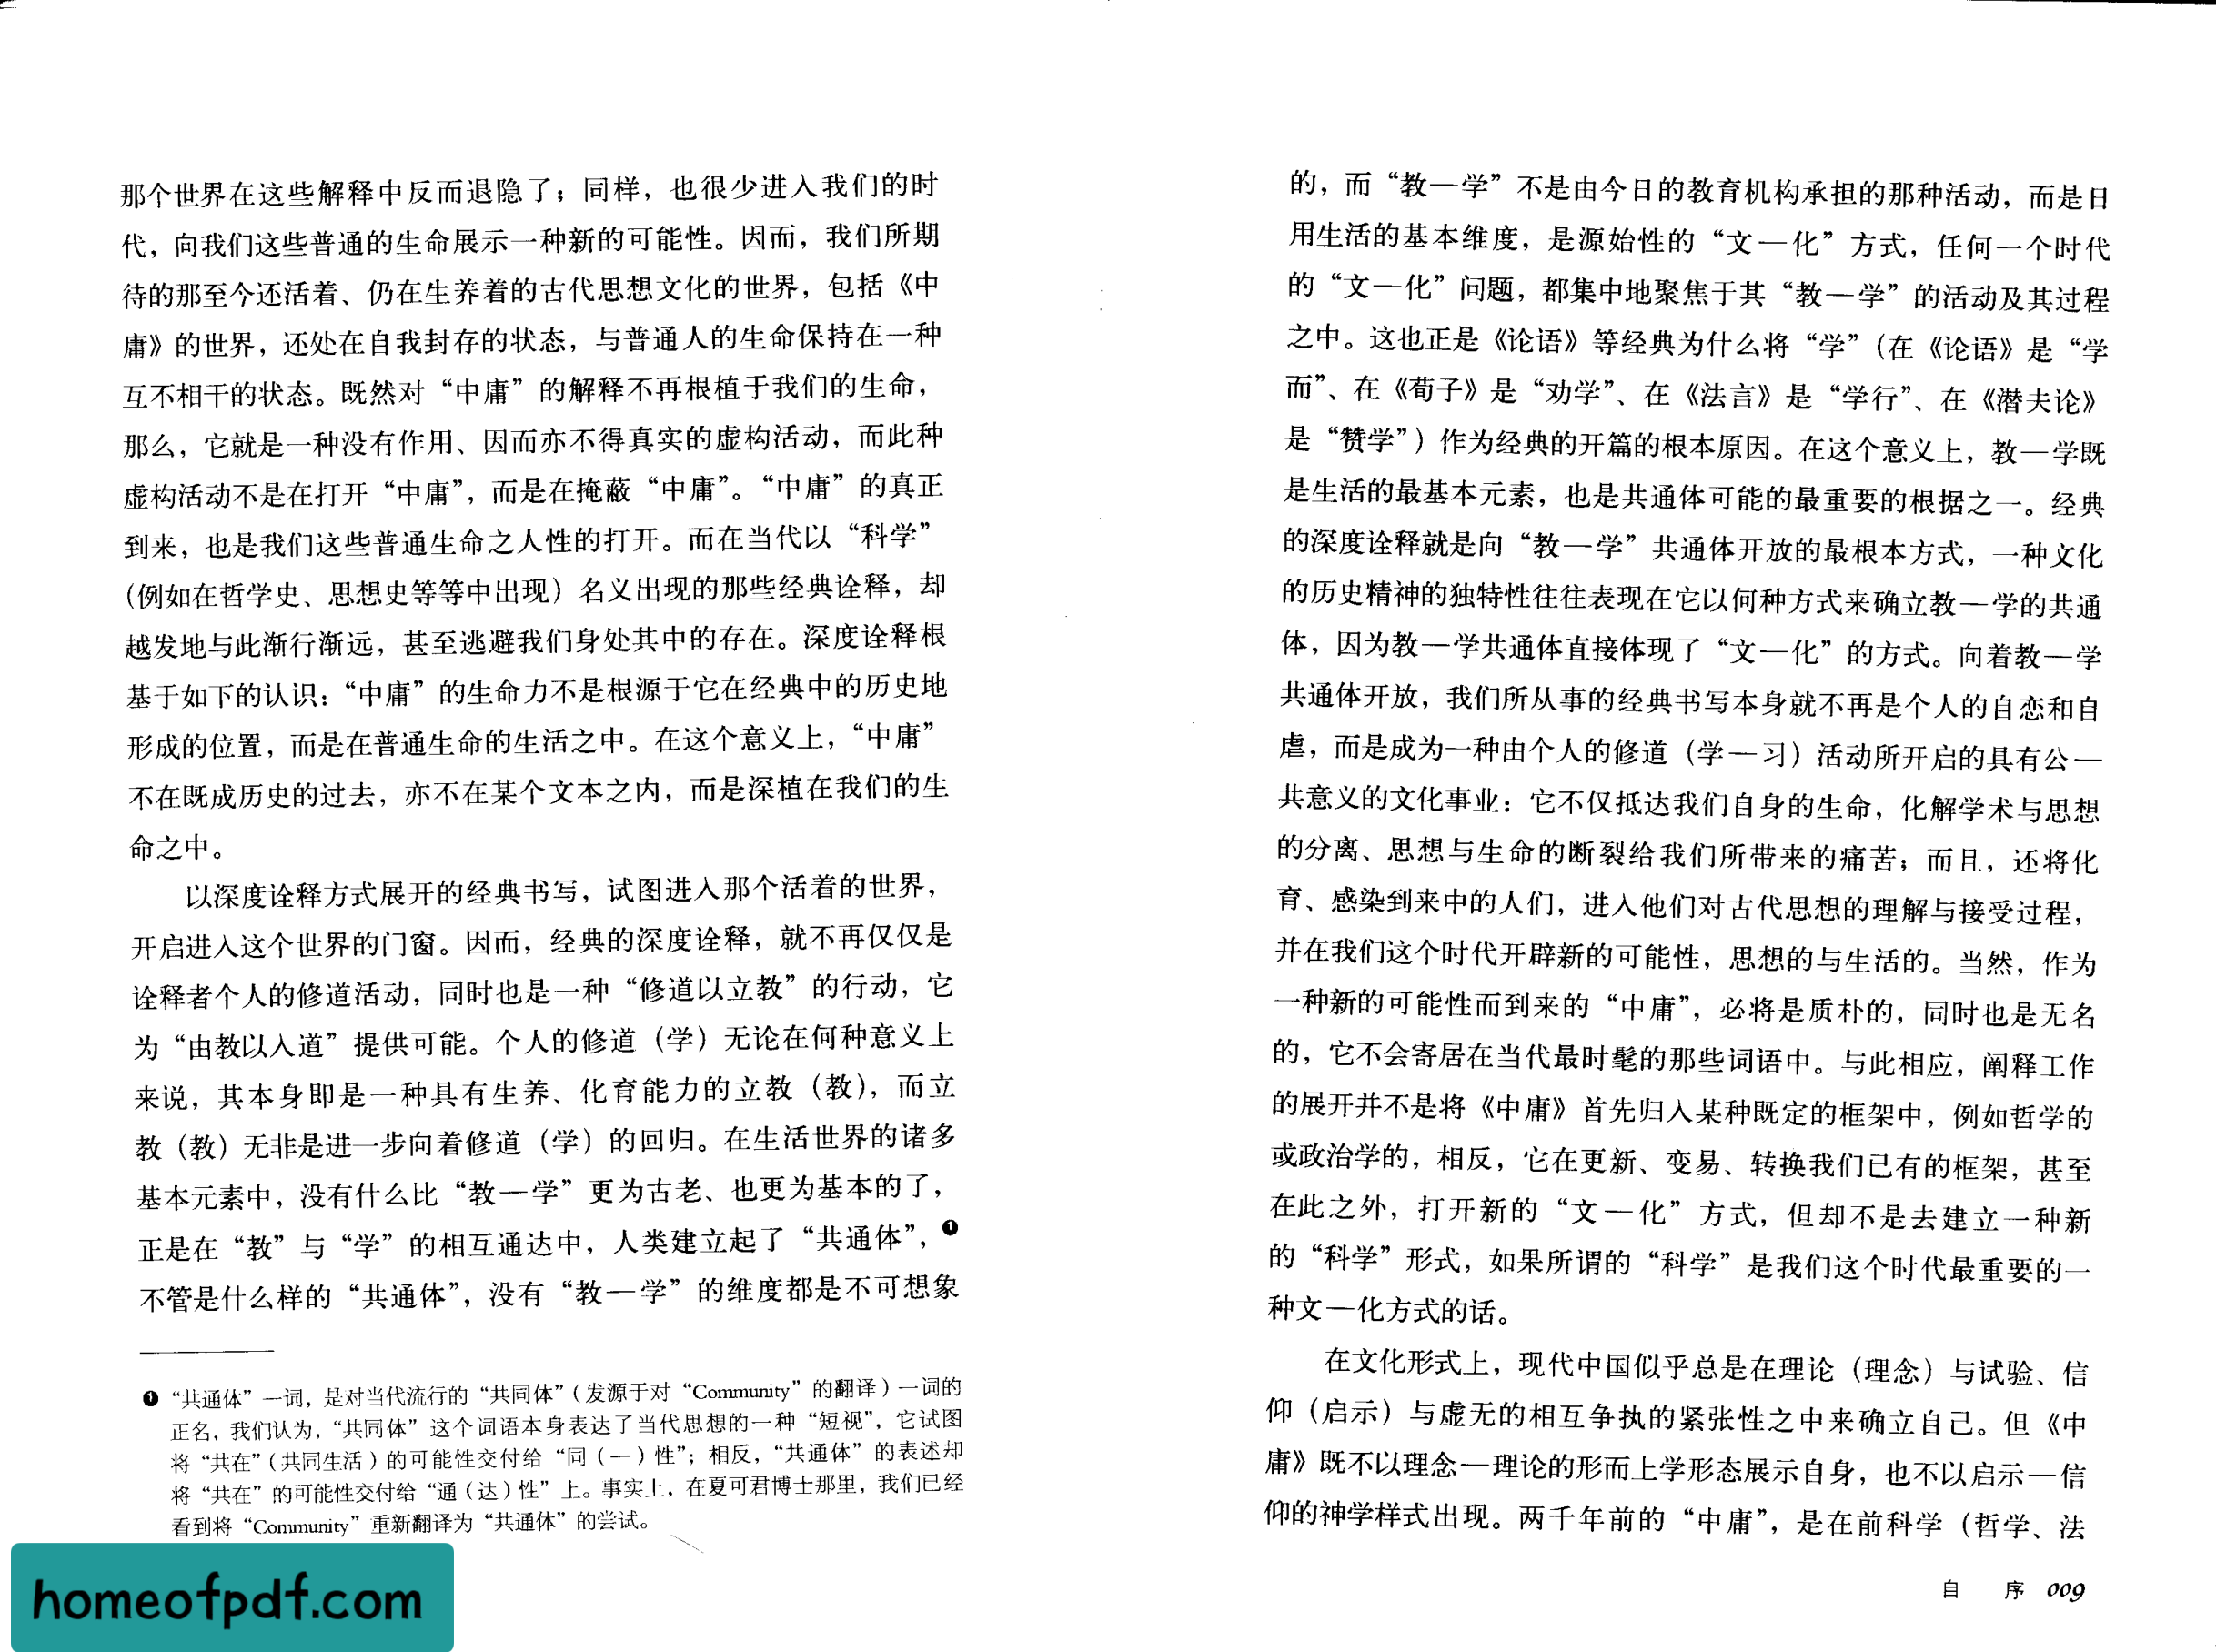 那个世界在这些解释中反而退隐了；同样，也很少进入我们的时
代，向我们这些普通的生命展示一种新的可能性。因而，我们所期
待的那至今还活着、仍在生养着的古代思想文化的世界，包括《中
庸》的世界，还处在自我封存的状态，与普通人的生命保持在一种
互不相干的状态。既然对“中庸”的解释不再根植于我们的生命，
那么，它就是一种没有作用、因而亦不得真实的虚构活动，而此种
虚构活动不是在打开“中庸”，而是在掩蔽“中庸”。“中庸”的真正
到来，也是我们这些普通生命之人性的打开。而在当代以“科学”
（例如在哲学史、思想史等等中出现）名义出现的那些经典诠释，却
越发地与此渐行渐远，甚至逃避我们身处其中的存在。深度诠释根
基于如下的认识：“中庸”的生命力不是根源于它在经典中的历史地
形成的位置，而是在普通生命的生活之中。在这个意义上，“中庸”
不在既成历史的过去，亦不在某个文本之内，而是深植在我们的生
命之中。
以深度诠释方式展开的经典书写，试图进入那个活着的世界，
开启进入这个世界的门窗。因而，经典的深度诠释，就不再仅仅是
诠释者个人的修道活动，同时也是一种“修道以立教”的行动，它
为“由教以入道”提供可能。个人的修道（学）无论在何种意义上
来说，其本身即是一种具有生养、化育能力的立教（教），而立
教（教）无非是进一步向着修道（学）的回归。在生活世界的诸多
基本元素中，没有什么比“教—学”更为古老、也更为基本的了，
正是在“教”与“学”的相互通达中，人类建立起了“共通体”，❶
不管是什么样的“共通体”，没有“教—学”的维度都是不可想象
❶ “共通体”一词，是对当代流行的“共同体”（发源于对“Community”的翻译）一词的
正名，我们认为，“共同体”这个词语本身表达了当代思想的一种“短视”，它试图
将“共在”（共同生活）的可能性交付给“同（一）性”；相反，“共通体”的表述却
将“共在”的可能性交付给“通（达）性”上。事实上，在夏可君博士那里，我们已经
看到将“Community”重新翻译为“共通体”的尝试。
homeofpdf.com
的，而“教—学”不是由今日的教育机构承担的那种活动，而是日
用生活的基本维度，是源始性的“文—化”方式，任何一个时代
的“文—化”问题，都集中地聚焦于其“教—学”的活动及其过程
之中。这也正是《论语》等经典为什么将“学”（在《论语》是“学
而”、在《荀子》是“劝学”、在《法言》是“学行”、在《潜夫论》
是“赞学”）作为经典的开篇的根本原因。在这个意义上，教—学既
是生活的最基本元素，也是共通体可能的最重要的根据之一。经典
的深度诠释就是向“教—学”共通体开放的最根本方式，一种文化
的历史精神的独特性往往表现在它以何种方式来确立教—学的共通
体，因为教—学共通体直接体现了“文—化”的方式。向着教—学
共通体开放，我们所从事的经典书写本身就不再是个人的自恋和自
虐，而是成为一种由个人的修道（学—习）活动所开启的具有公—
共意义的文化事业：它不仅抵达我们自身的生命，化解学术与思想
的分离、思想与生命的断裂给我们所带来的痛苦；而且，还将化
育、感染到来中的人们，进入他们对古代思想的理解与接受过程，
并在我们这个时代开辟新的可能性，思想的与生活的。当然，作为
一种新的可能性而到来的“中庸”，必将是质朴的，同时也是无名
的，它不会寄居在当代最时髦的那些词语中。与此相应，阐释工作
的展开并不是将《中庸》首先归入某种既定的框架中，例如哲学的
或政治学的，相反，它在更新、变易、转换我们已有的框架，甚至
在此之外，打开新的“文—化”方式，但却不是去建立一种新
的“科学”形式，如果所谓的“科学”是我们这个时代最重要的一
种文—化方式的话。
在文化形式上，现代中国似乎总是在理论（理念）与试验、信
仰（启示）与虚无的相互争执的紧张性之中来确立自己。但《中
庸》既不以理念—理论的形而上学形态展示自身，也不以启示—信
仰的神学样式出现。两千年前的“中庸”，是在前科学（哲学、法
自 序 009